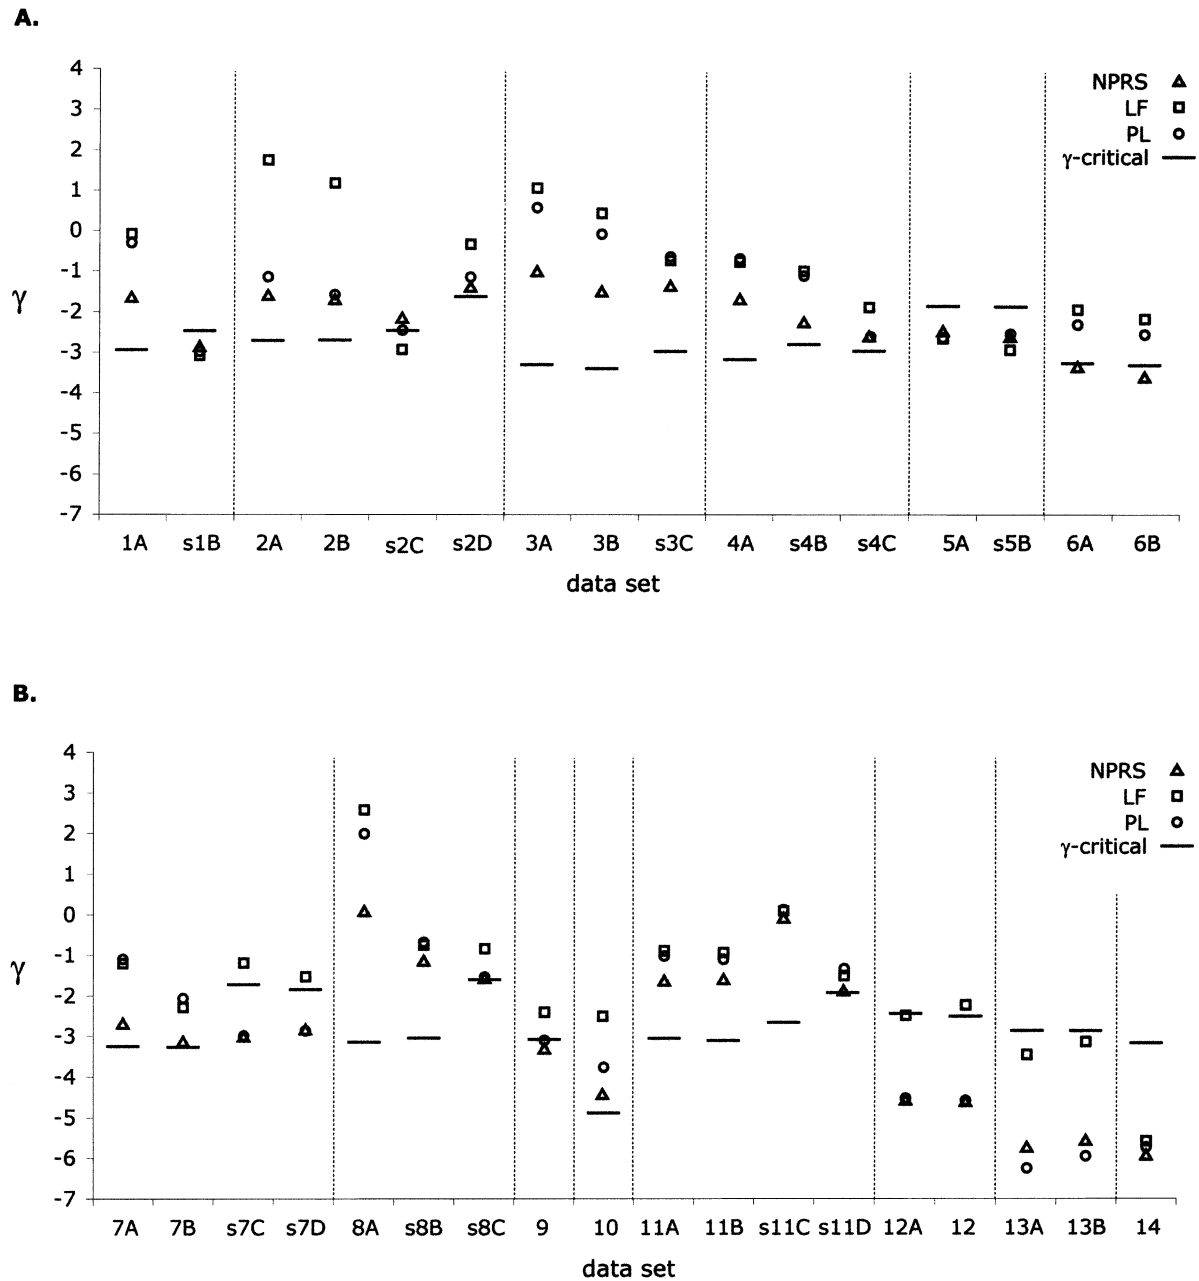 A.
4
3
2
1
0
-1
-2
-3
-4
-5
-6
-7
γ
NPRS
LF
PL
γ-critical
1A s1B 2A 2B s2C s2D 3A 3B s3C 4A s4B s4C 5A s5B 6A 6B
data set
B.
4
3
2
1
0
-1
-2
-3
-4
-5
-6
-7
γ
NPRS
LF
PL
γ-critical
7A 7B s7C s7D 8A s8B s8C 9 10 11A 11B s11C s11D 12A 12 13A 13B 14
data set